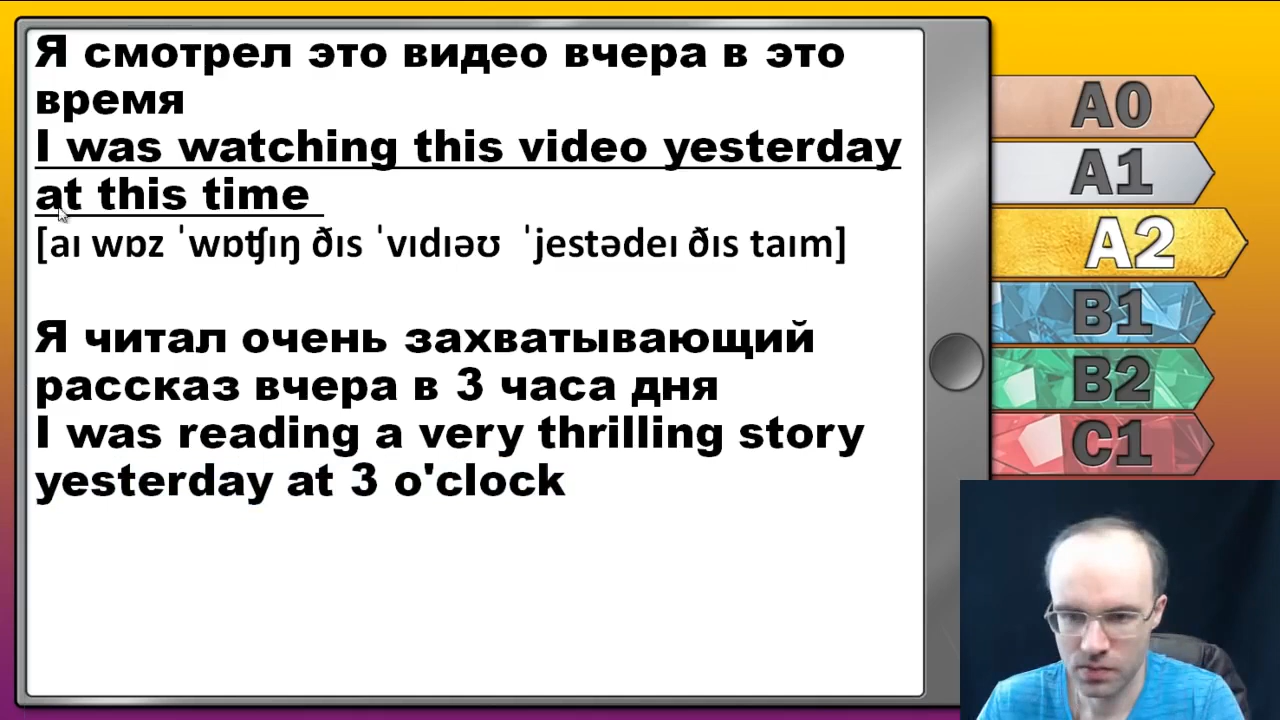 Я смотрел это видео вчера в это
время
I was watching this video yesterday
at this time
[aɪ wɒz ˈwɒʧɪŋ ðɪs ˈvɪdɪəʊ ˈjestədeɪ ðɪs taɪm]
Я читал очень захватывающий
рассказ вчера в 3 часа дня
I was reading a very thrilling story
yesterday at 3 o'clock
A0
A1
A2
B1
B2
C1